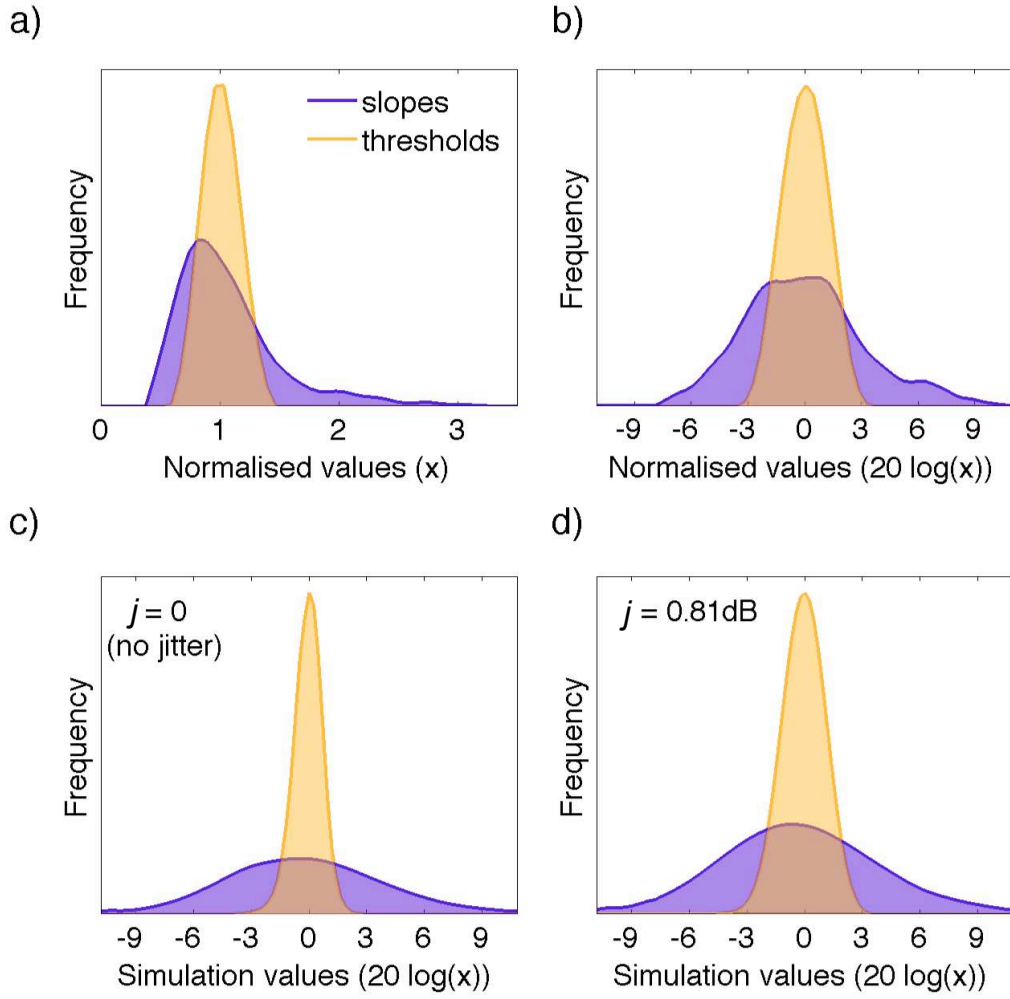 a)
Frequency
slopes
thresholds
0 1 2 3
Normalised values (x)
b)
Frequency
-9 -6 -3 0 3 6 9
Normalised values (20 log(x))
c)
Frequency
j = 0
(no jitter)
-9 -6 -3 0 3 6 9
Simulation values (20 log(x))
d)
Frequency
j = 0.81dB
-9 -6 -3 0 3 6 9
Simulation values (20 log(x))